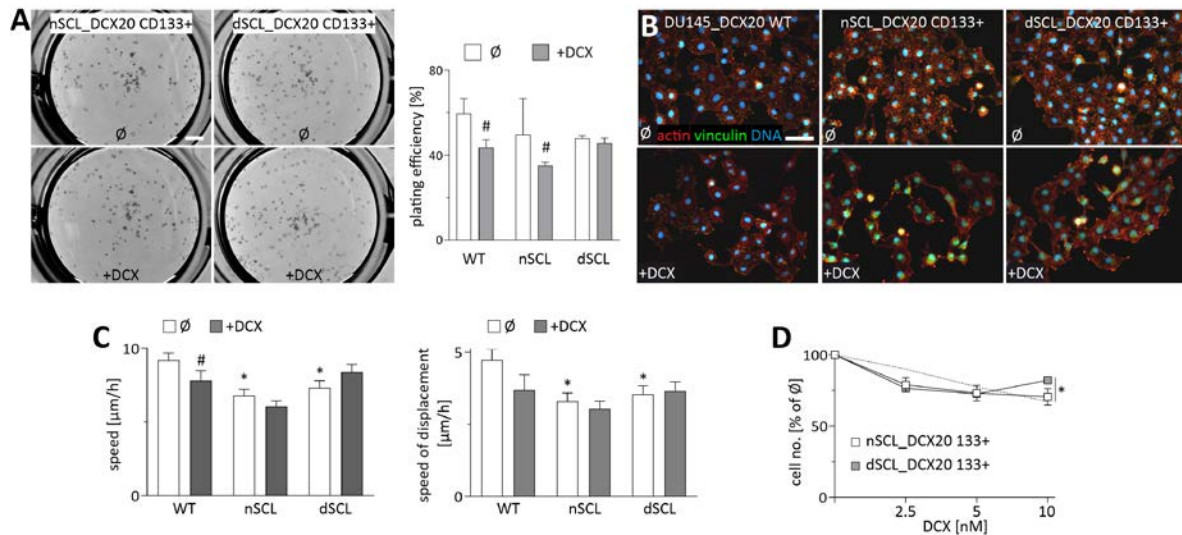 A
nSCL_DCX20 CD133+
dSCL_DCX20 CD133+
Ø
Ø
+DCX
+DCX
Ø
+DCX
plating efficiency [%]
80
40
0
#
#
WT
nSCL
dSCL
B
DU145_DCX20 WT
nSCL_DCX20 CD133+
dSCL_DCX20 CD133+
Ø
actin vinculin DNA
Ø
Ø
+DCX
+DCX
+DCX
C
Ø
+DCX
speed [µm/h]
10
5
0
#
*
*
WT
nSCL
dSCL
Ø
+DCX
speed of displacement
[µm/h]
5
0
*
*
WT
nSCL
dSCL
D
cell no. [% of Ø]
100
75
50
0
*
nSCL_DCX20 133+
dSCL_DCX20 133+
2.5
5
10
DCX [nM]